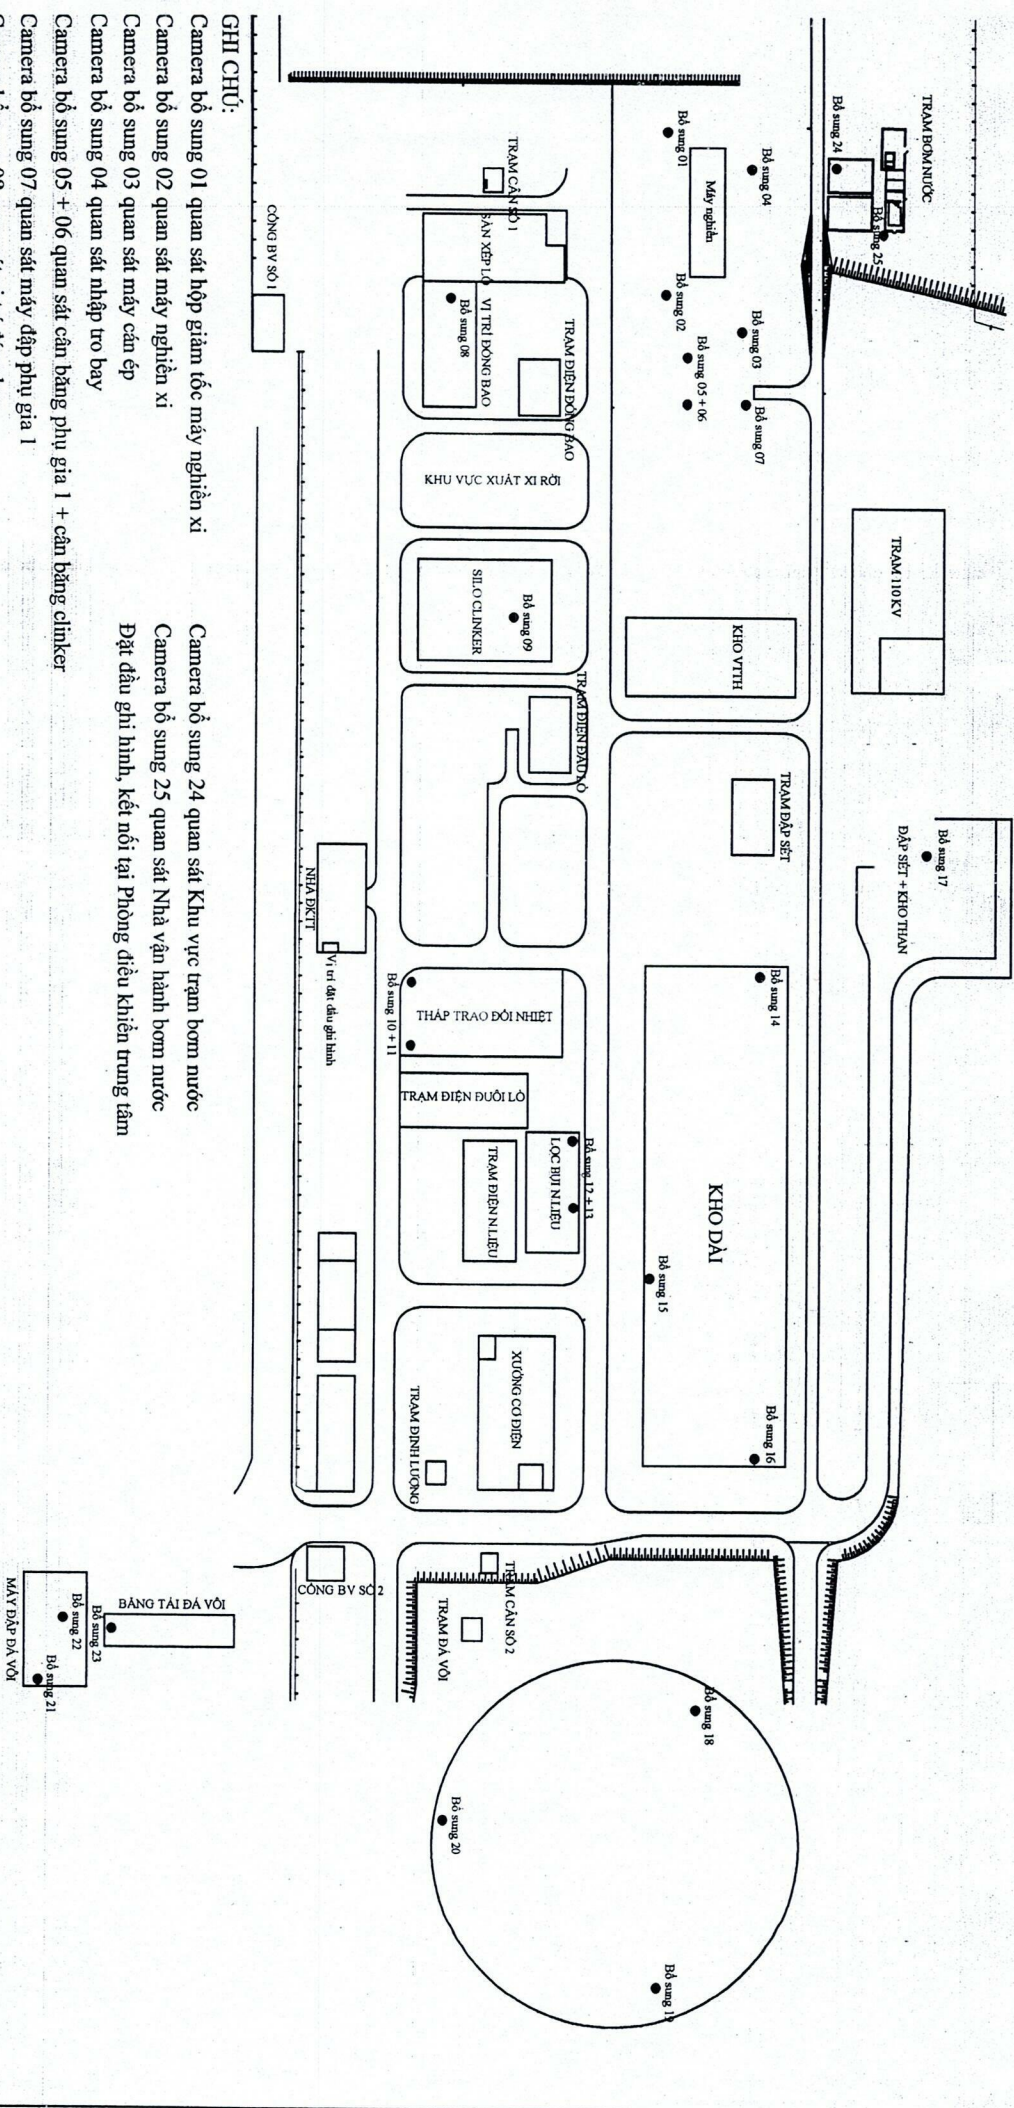 TRẠM BƠM NƯỚC
Bổ sung 24
Bổ sung 25
Bổ sung 04
Bổ sung 01
Máy nghiền
Bổ sung 02
Bổ sung 03
Bổ sung 05 + 06
Bổ sung 07
TRẠM 110 KV
KHO VTTH
TRẠM ĐẬP SÉT
Bổ sung 17
ĐẬP SÉT + KHO THAN
Bổ sung 14
KHO DÀI
Bổ sung 15
Bổ sung 16
TRẠM CÂN SỐ 1
SÀN XẾP LÔ
VỊ TRÍ ĐÓNG BAO
Bổ sung 08
TRẠM ĐIỆN ĐÓNG BAO
KHU VỰC XUẤT XI RỜI
SILO CLINKER
Bổ sung 09
TRẠM ĐIỆN ĐẦU LÒ
THÁP TRAO ĐỔI NHIỆT
Bổ sung 10 + 11
TRẠM ĐIỆN ĐUÔI LÒ
LỌC BỤI N.LIỆU
Bổ sung 12 + 13
TRẠM ĐIỆN N.LIỆU
XƯỞNG CƠ ĐIỆN
TRẠM ĐỊNH LƯỢNG
TRẠM CÂN SỐ 2
TRẠM ĐÁ VÔI
Bổ sung 18
Bổ sung 19
Bổ sung 20
CỔNG BV SỐ 1
NHÀ ĐKTT
Vị trí đặt đầu ghi hình
CỔNG BV SỐ 2
BĂNG TẢI ĐÁ VÔI
Bổ sung 23
Bổ sung 22
Bổ sung 21
MÁY ĐẬP ĐÁ VÔI
GHI CHÚ:
Camera bổ sung 01 quan sát hộp giảm tốc máy nghiền xi
Camera bổ sung 02 quan sát máy nghiền xi
Camera bổ sung 03 quan sát máy cán ép
Camera bổ sung 04 quan sát nhập tro bay
Camera bổ sung 05 + 06 quan sát cân băng phụ gia 1 + cân băng clinker
Camera bổ sung 07 quan sát máy đập phụ gia 1
Camera bổ sung 24 quan sát Khu vực trạm bơm nước
Camera bổ sung 25 quan sát Nhà vận hành bơm nước
Đặt đầu ghi hình, kết nối tại Phòng điều khiển trung tâm